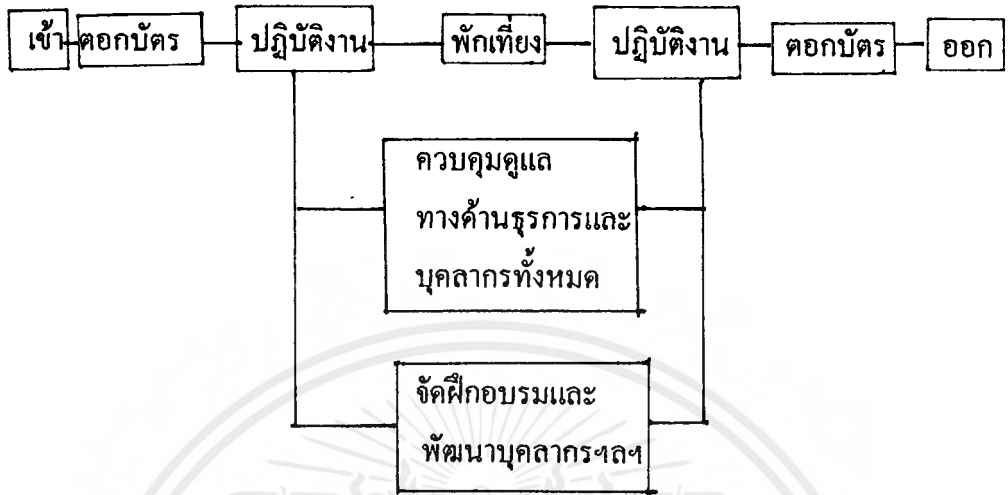 เข้า ตอกบัตร ปฏิบัติงาน พักเที่ยง ปฏิบัติงาน ตอกบัตร ออก
ควบคุมดูแล
ทางด้านธุรการและ
บุคลากรทั้งหมด
จัดฝึกอบรมและ
พัฒนาบุคลากรฯลฯ